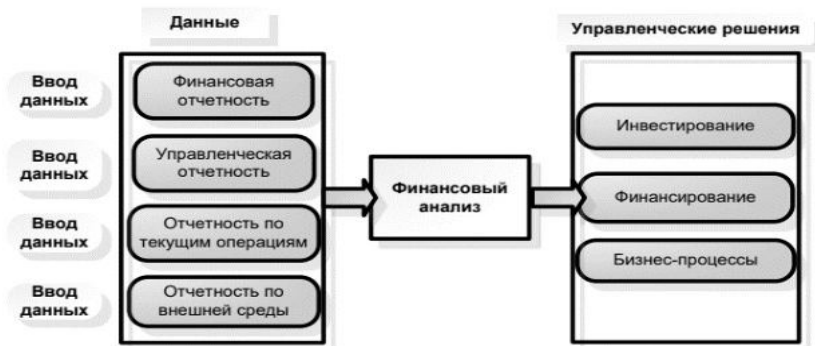 Данные
Управленческие решения
Ввод
данных
Финансовая
отчетность
Ввод
данных
Управленческая
отчетность
Ввод
данных
Отчетность по
текущим операциям
Ввод
данных
Отчетность по
внешней среды
Финансовый
анализ
Инвестирование
Финансирование
Бизнес-процессы